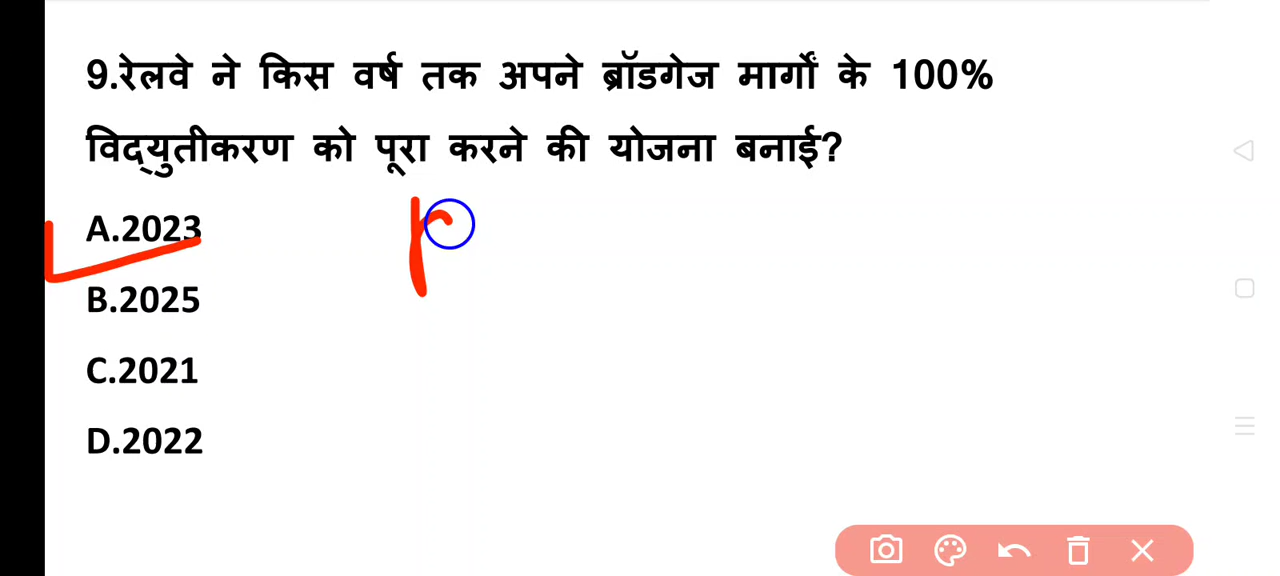 9.रेलवे ने किस वर्ष तक अपने ब्रॉडगेज मार्गों के 100%
विद्युतीकरण को पूरा करने की योजना बनाई?
A.2023
B.2025
C.2021
D.2022